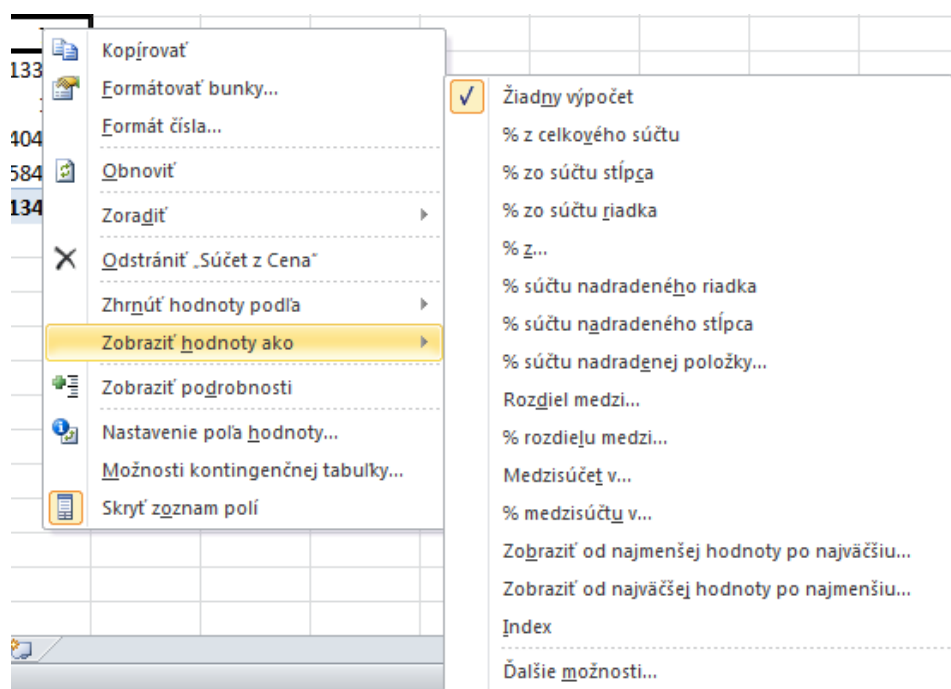 133
404
584
134
Kopírovať
Formátovať bunky...
Formát čísla...
Obnoviť
Zoradiť
Odstrániť „Súčet z Cena“
Zhrnúť hodnoty podľa
Zobraziť hodnoty ako
Zobraziť podrobnosti
Nastavenie poľa hodnoty...
Možnosti kontingenčnej tabuľky...
Skryť zoznam polí
Žiadny výpočet
% z celkového súčtu
% zo súčtu stĺpca
% zo súčtu riadka
% z...
% súčtu nadradeného riadka
% súčtu nadradeného stĺpca
% súčtu nadradenej položky...
Rozdiel medzi...
% rozdielu medzi...
Medzisúčet v...
% medzisúčtu v...
Zobraziť od najmenšej hodnoty po najväčšiu...
Zobraziť od najväčšej hodnoty po najmenšiu...
Index
Ďalšie možnosti...